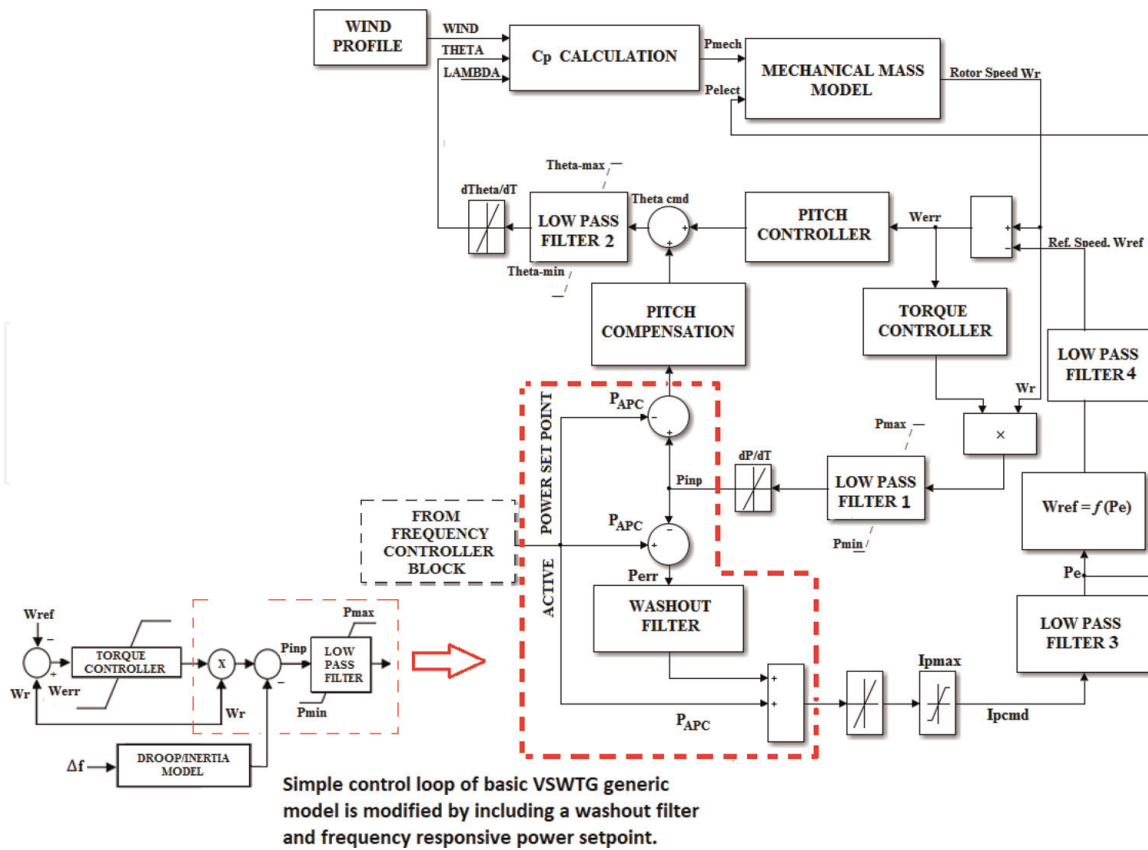 WIND
PROFILE
WIND
THETA
LAMBDA
Cp CALCULATION
Pmech
Pelect
MECHANICAL MASS
MODEL
Rotor Speed Wr
Theta-max
dTheta/dT
LOW PASS
FILTER 2
Theta-min
Theta cmd
+
+
PITCH
CONTROLLER
Werr
+
−
Ref. Speed. Wref
PITCH
COMPENSATION
TORQUE
CONTROLLER
LOW PASS
FILTER 4
Wr
×
PAPC
−
+
POWER SET POINT
Pinp
dP/dT
Pmax
LOW PASS
FILTER 1
Pmin
Wref = f (Pe)
FROM
FREQUENCY
CONTROLLER
BLOCK
PAPC
−
+
ACTIVE
Perr
WASHOUT
FILTER
Pe
LOW PASS
FILTER 3
+
+
PAPC
Ipmax
Ipcmd
Wref
−
+
Wr
Werr
TORQUE
CONTROLLER
X
Wr
−
Pinp
Pmax
LOW
PASS
FILTER
Pmin
Δf
DROOP/INERTIA
MODEL
Simple control loop of basic VSWTG generic
model is modified by including a washout filter
and frequency responsive power setpoint.